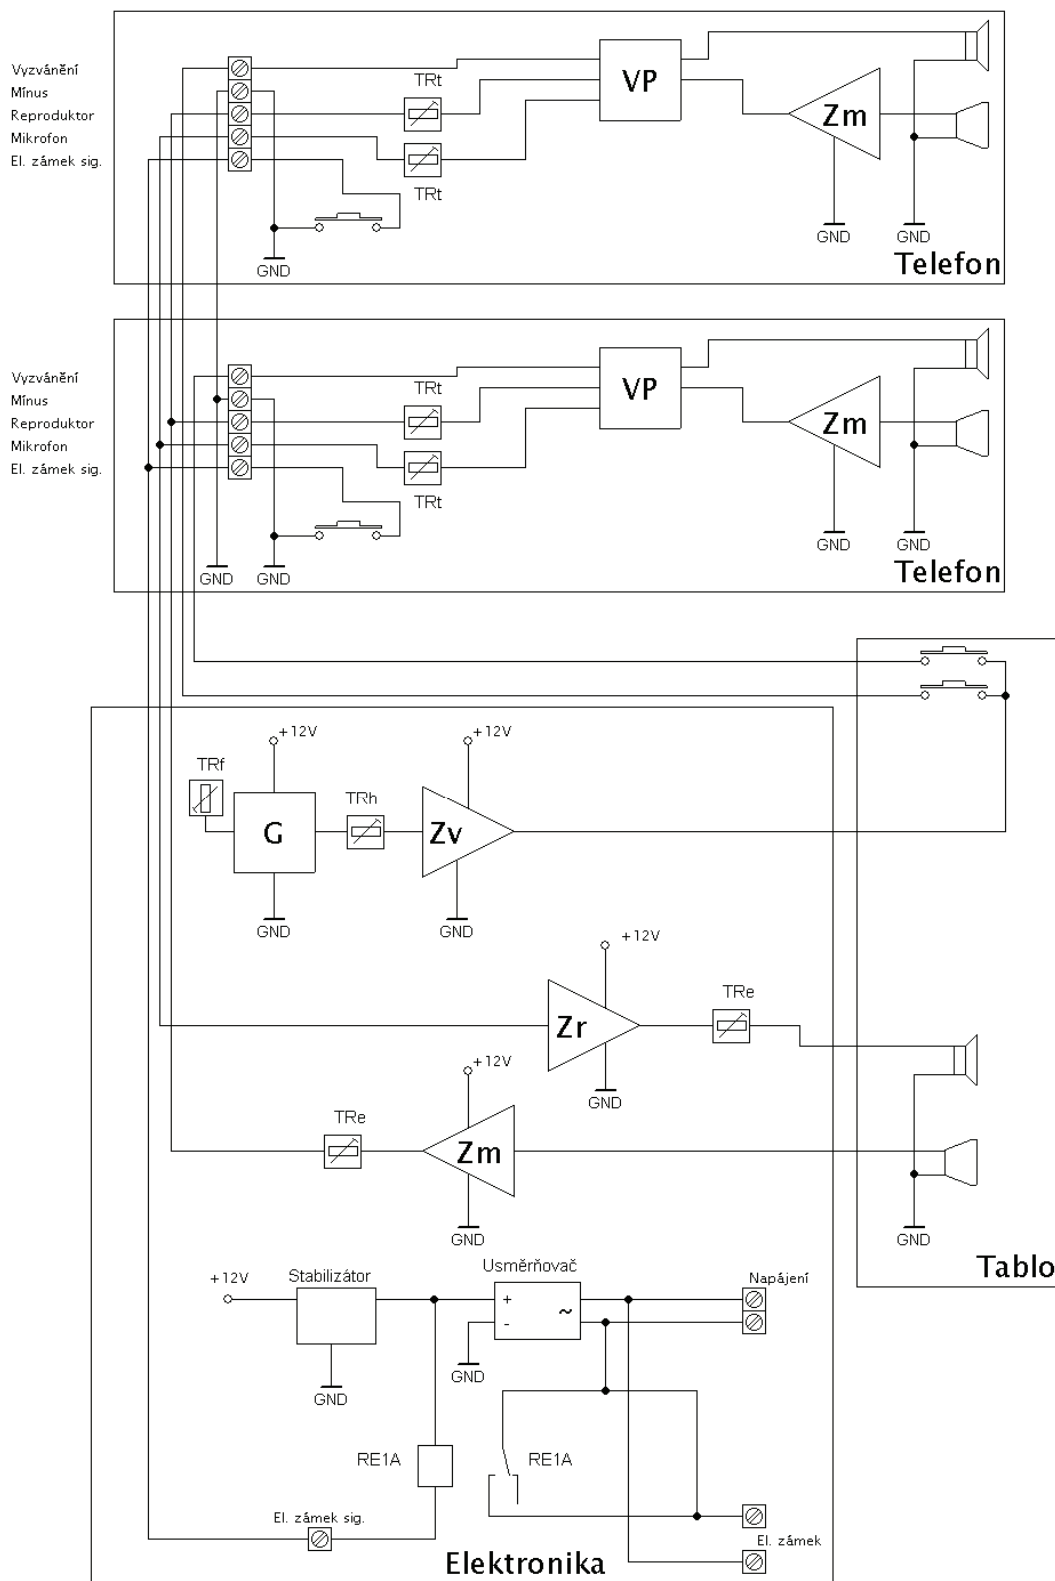 Vyzvánění
Mínus
Reproduktor
Mikrofon
El. zámek sig.
TRt
TRt
VP
Zm
GND
GND
GND
Telefon
Vyzvánění
Mínus
Reproduktor
Mikrofon
El. zámek sig.
TRt
TRt
VP
Zm
GND
GND
GND
GND
Telefon
+12V
+12V
TRf
G
TRh
Zv
GND
GND
+12V
Zr
TRe
GND
+12V
TRe
Zm
GND
GND
Tablo
+12V
Stabilizátor
Usměrňovač
+
-
~
Napájení
GND
GND
RE1A
RE1A
El. zámek sig.
El. zámek
Elektronika